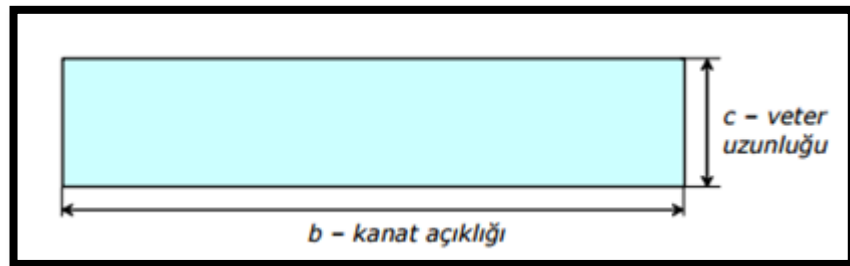 c – veter
uzunluğu
b – kanat açıklığı